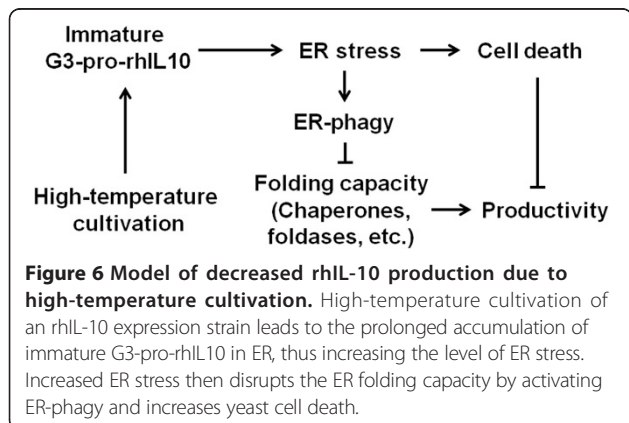 Immature
G3-pro-rhIL10
ER stress
Cell death
ER-phagy
High-temperature
cultivation
Folding capacity
(Chaperones,
foldases, etc.)
Productivity
Figure 6 Model of decreased rhIL-10 production due to
high-temperature cultivation. High-temperature cultivation of
an rhIL-10 expression strain leads to the prolonged accumulation of
immature G3-pro-rhIL10 in ER, thus increasing the level of ER stress.
Increased ER stress then disrupts the ER folding capacity by activating
ER-phagy and increases yeast cell death.